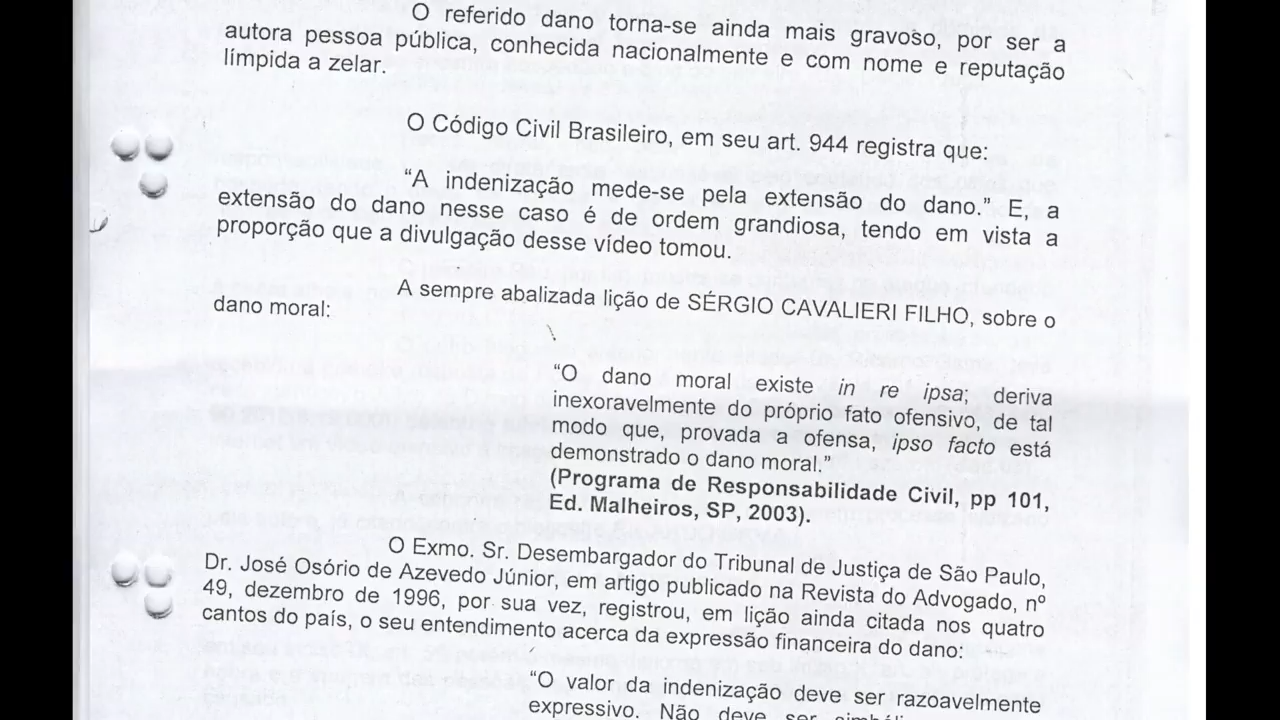 O referido dano torna-se ainda mais gravoso, por ser a
autora pessoa pública, conhecida nacionalmente e com nome e reputação
límpida a zelar.
O Código Civil Brasileiro, em seu art. 944 registra que:
“A indenização mede-se pela extensão do dano.” E, a
extensão do dano nesse caso é de ordem grandiosa, tendo em vista a
proporção que a divulgação desse vídeo tomou.
A sempre abalizada lição de SÉRGIO CAVALIERI FILHO, sobre o
dano moral:
“O dano moral existe in re ipsa; deriva
inexoravelmente do próprio fato ofensivo, de tal
modo que, provada a ofensa, ipso facto está
demonstrado o dano moral.”
(Programa de Responsabilidade Civil, pp 101,
Ed. Malheiros, SP, 2003).
O Exmo. Sr. Desembargador do Tribunal de Justiça de São Paulo,
Dr. José Osório de Azevedo Júnior, em artigo publicado na Revista do Advogado, nº
49, dezembro de 1996, por sua vez, registrou, em lição ainda citada nos quatro
cantos do país, o seu entendimento acerca da expressão financeira do dano:
“O valor da indenização deve ser razoavelmente
expressivo. Não deve ser